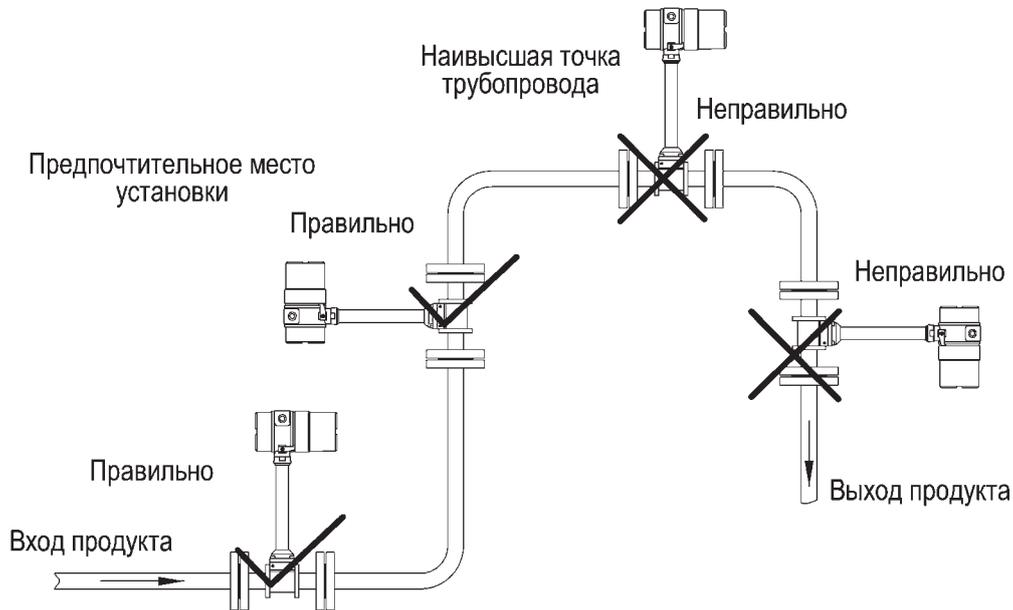 Наивысшая точка
трубопровода
Неправильно
Предпочтительное место
установки
Правильно
Неправильно
Правильно
Выход продукта
Вход продукта